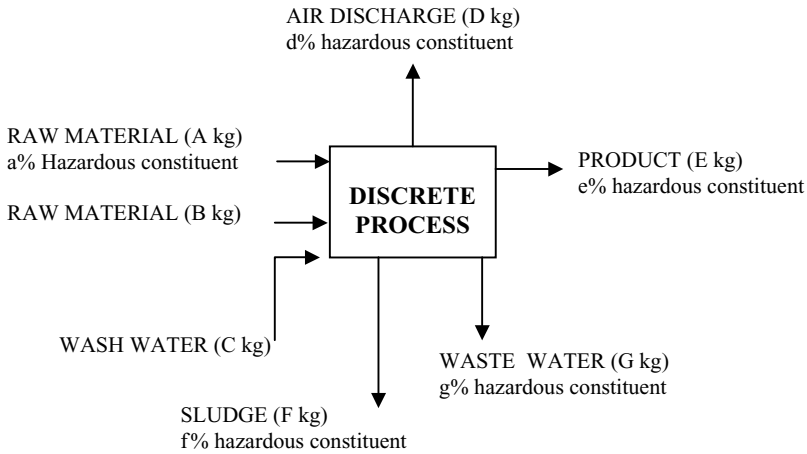 AIR DISCHARGE (D kg)
d% hazardous constituent
RAW MATERIAL (A kg)
a% Hazardous constituent
RAW MATERIAL (B kg)
DISCRETE
PROCESS
PRODUCT (E kg)
e% hazardous constituent
WASH WATER (C kg)
WASTE WATER (G kg)
g% hazardous constituent
SLUDGE (F kg)
f% hazardous constituent